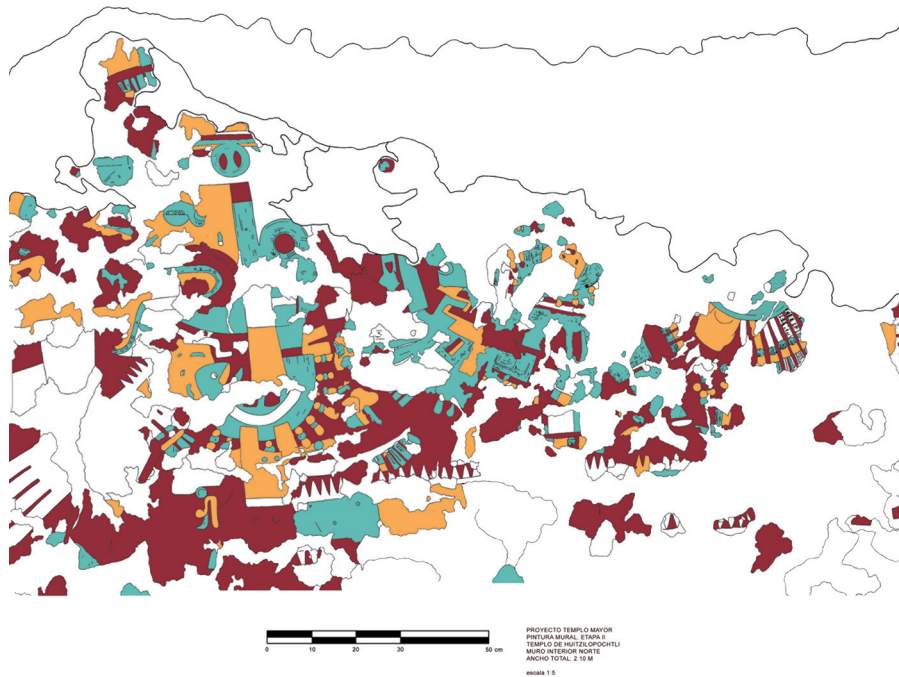 0 10 20 30 50 cm
PROYECTO TEMPLO MAYOR
PINTURA MURAL. ETAPA II
TEMPLO DE HUITZILOPOCHTLI
MURO INTERIOR NORTE
ANCHO TOTAL: 2.10 M
escala 1:5